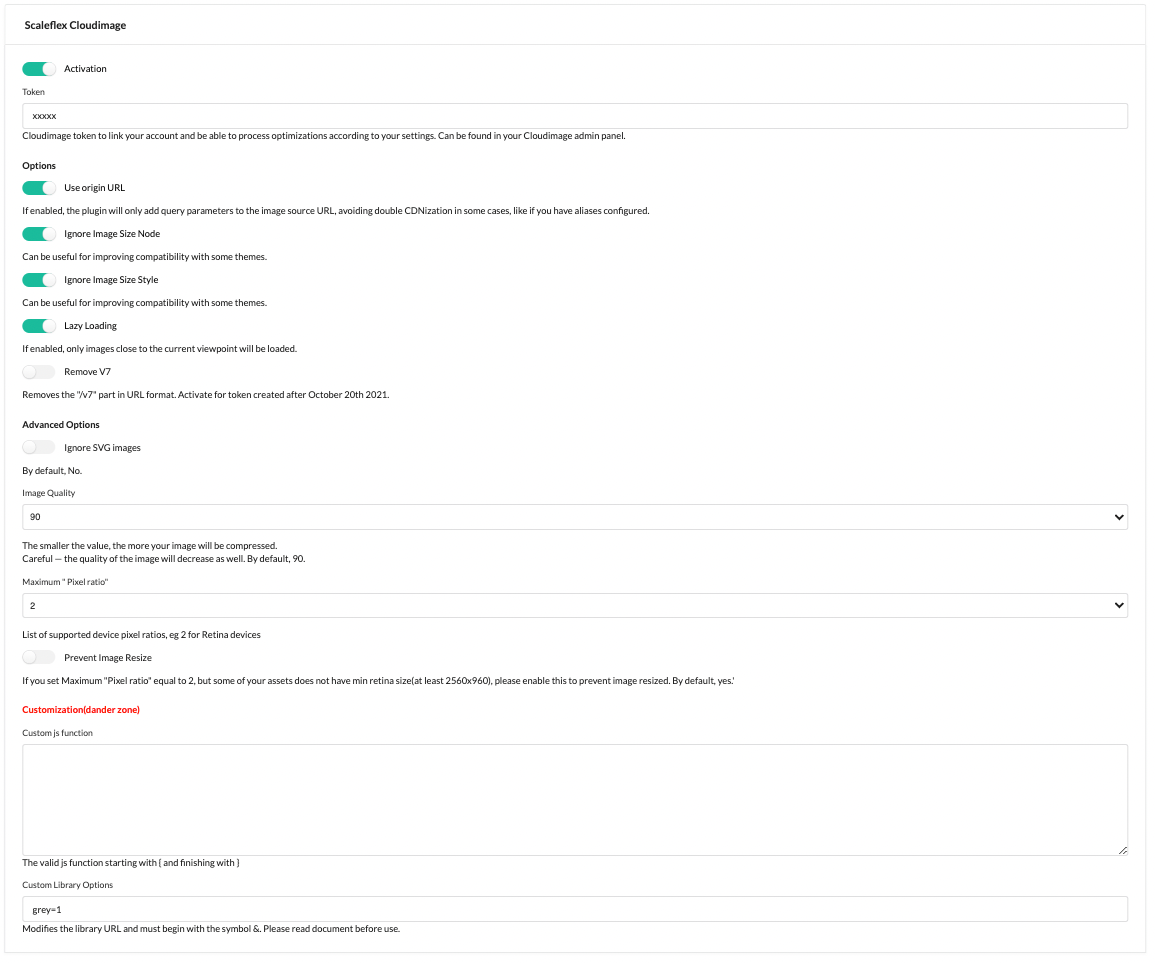 Scaleflex Cloudimage
Activation
Token
xxxxx
Cloudimage token to link your account and be able to process optimizations according to your settings. Can be found in your Cloudimage admin panel.
Options
Use origin URL
If enabled, the plugin will only add query parameters to the image source URL, avoiding double CDNization in some cases, like if you have aliases configured.
Ignore Image Size Node
Can be useful for improving compatibility with some themes.
Ignore Image Size Style
Can be useful for improving compatibility with some themes.
Lazy Loading
If enabled, only images close to the current viewpoint will be loaded.
Remove V7
Removes the "/v7" part in URL format. Activate for token created after October 20th 2021.
Advanced Options
Ignore SVG images
By default, No.
Image Quality
90
The smaller the value, the more your image will be compressed.
Careful — the quality of the image will decrease as well. By default, 90.
Maximum " Pixel ratio"
2
List of supported device pixel ratios, eg 2 for Retina devices
Prevent Image Resize
If you set Maximum "Pixel ratio" equal to 2, but some of your assets does not have min retina size(at least 2560x960), please enable this to prevent image resized. By default, yes.'
Customization(dander zone)
Custom js function
The valid js function starting with { and finishing with }
Custom Library Options
grey=1
Modifies the library URL and must begin with the symbol &. Please read document before use.